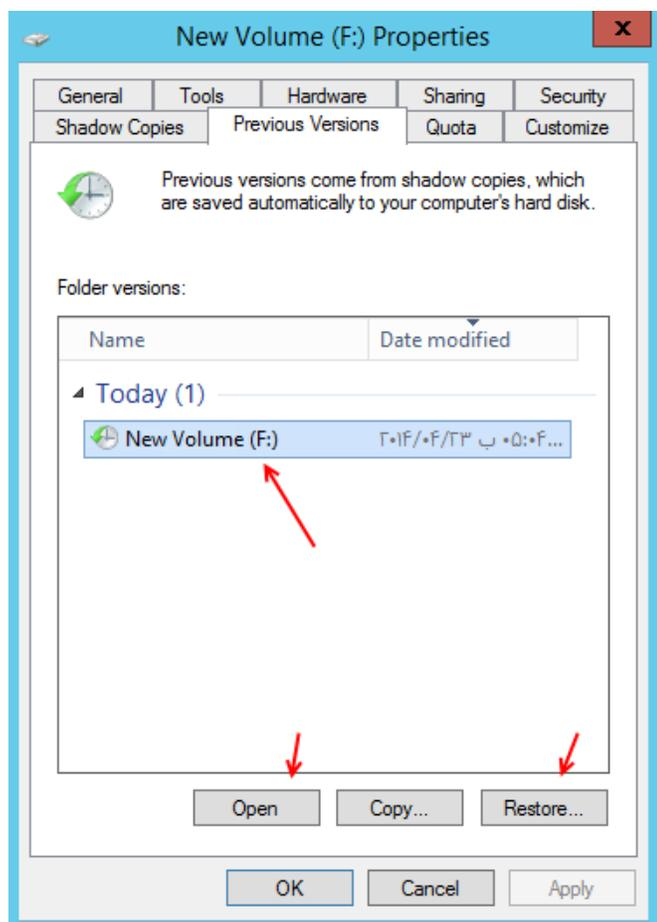 New Volume (F:) Properties
x
General Tools Hardware Sharing Security
Shadow Copies Previous Versions Quota Customize
Previous versions come from shadow copies, which
are saved automatically to your computer's hard disk.
Folder versions:
Name Date modified
Today (1)
New Volume (F:) ۲۰۱۴/۰۴/۲۳ ب ۰۵:۰۴...
Open Copy... Restore...
OK Cancel Apply